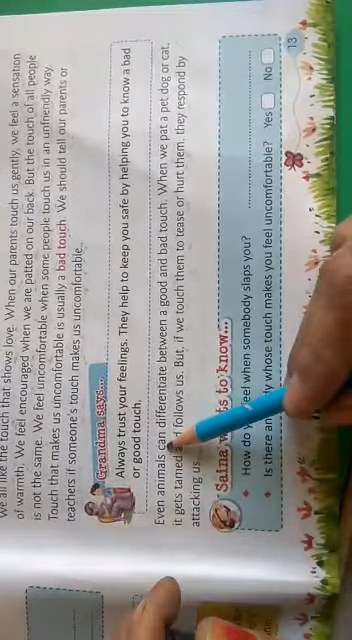 We all like the touch that shows love. When our parents touch us gently, we feel a sensation
of warmth. We feel encouraged when we are patted on our back. But the touch of all people
is not the same. We feel uncomfortable when some people touch us in an unfriendly way.
Touch that makes us uncomfortable is usually a bad touch. We should tell our parents or
teachers if someone's touch makes us uncomfortable.
Grandma says...
Always trust your feelings. They help to keep you safe by helping you to know a bad
or good touch.
Even animals can differentiate between a good and bad touch. When we pat a pet dog or cat,
it gets tamed a follows us. But, if we touch them to tease or hurt them, they respond by
attacking us.
Saina ts to know...
How do y eel when somebody slaps you?
Is there an y whose touch makes you feel uncomfortable? Yes No
13